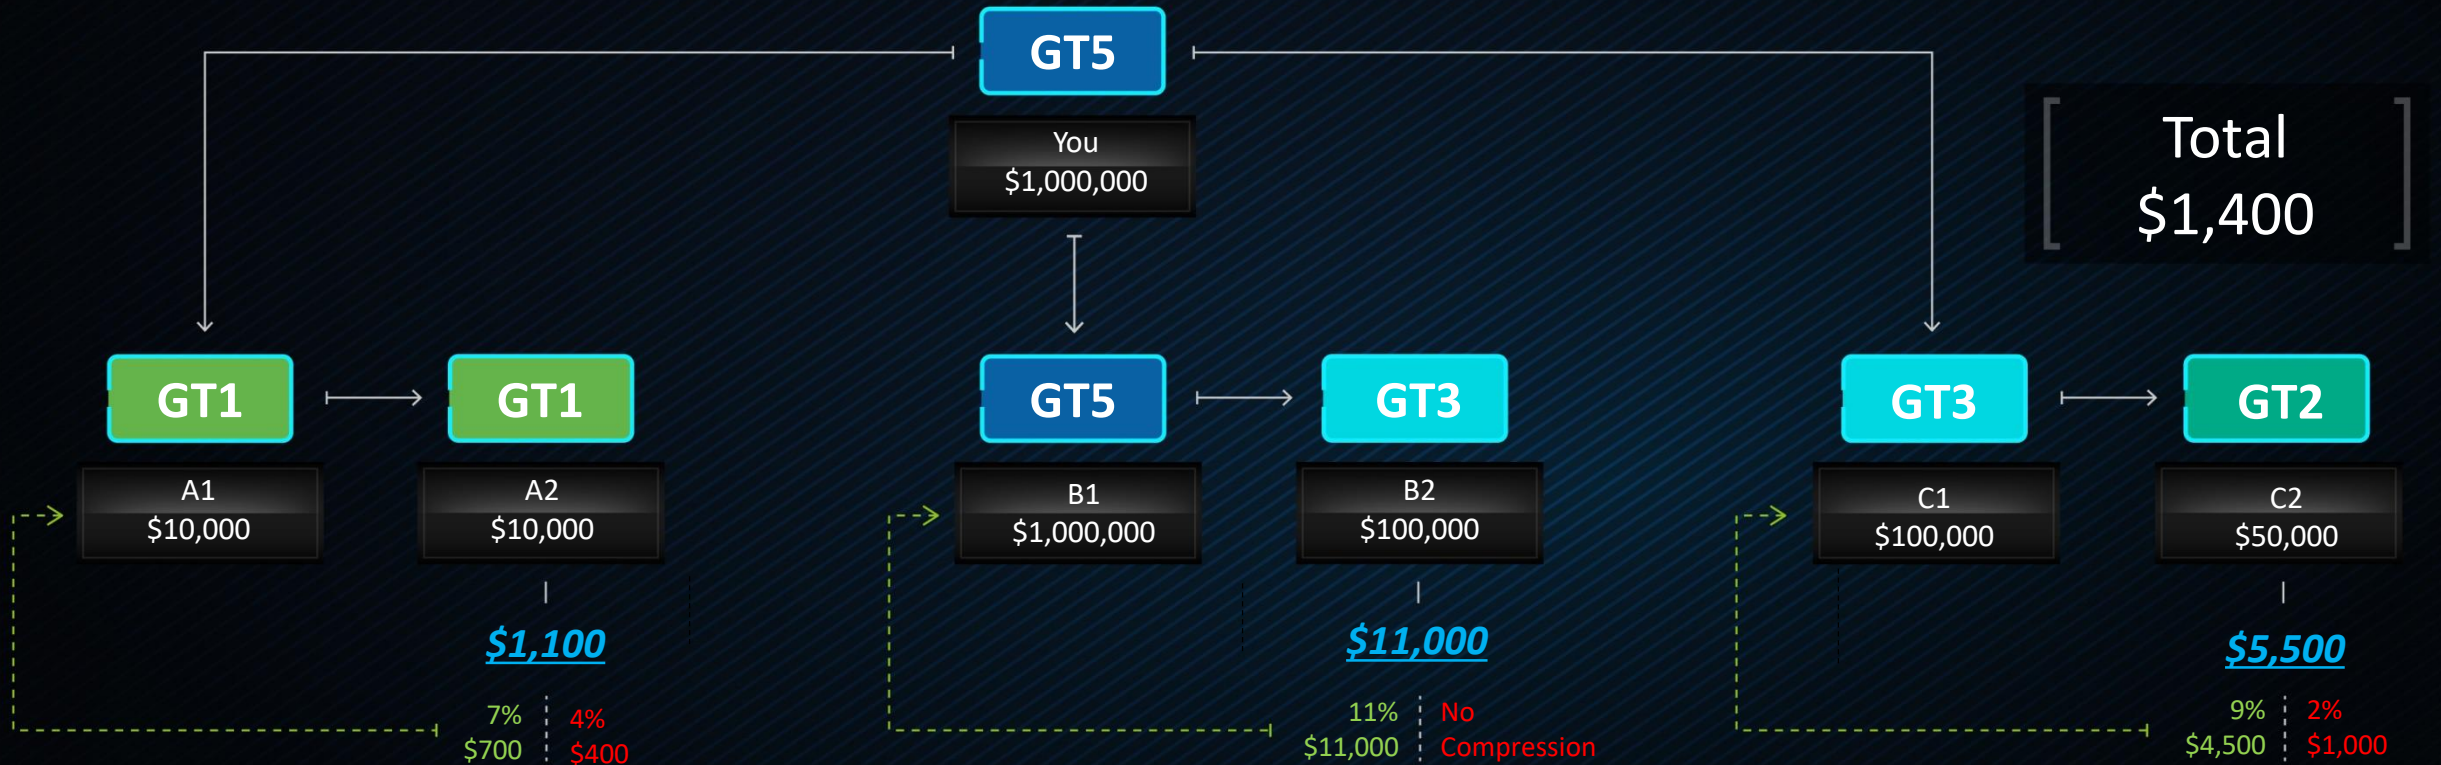 GT5
You
$1,000,000
Total
$1,400
GT1
GT1
GT5
GT3
GT3
GT2
A1
$10,000
A2
$10,000
B1
$1,000,000
B2
$100,000
C1
$100,000
C2
$50,000
$1,100
$11,000
$5,500
7%
$700
4%
$400
11%
$11,000
No
Compression
9%
$4,500
2%
$1,000